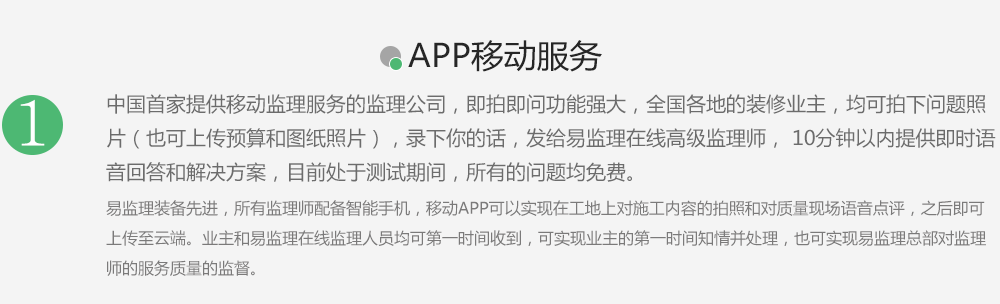 APP移动服务
1
中国首家提供移动监理服务的监理公司，即拍即问功能强大，全国各地的装修业主，均可拍下问题照
片（也可上传预算和图纸照片），录下你的话，发给易监理在线高级监理师， 10分钟以内提供即时语
音回答和解决方案，目前处于测试期间，所有的问题均免费。
易监理装备先进，所有监理师配备智能手机，移动APP可以实现在工地上对施工内容的拍照和对质量现场语音点评，之后即可
上传至云端。业主和易监理在线监理人员均可第一时间收到，可实现业主的第一时间知情并处理，也可实现易监理总部对监理
师的服务质量的监督。